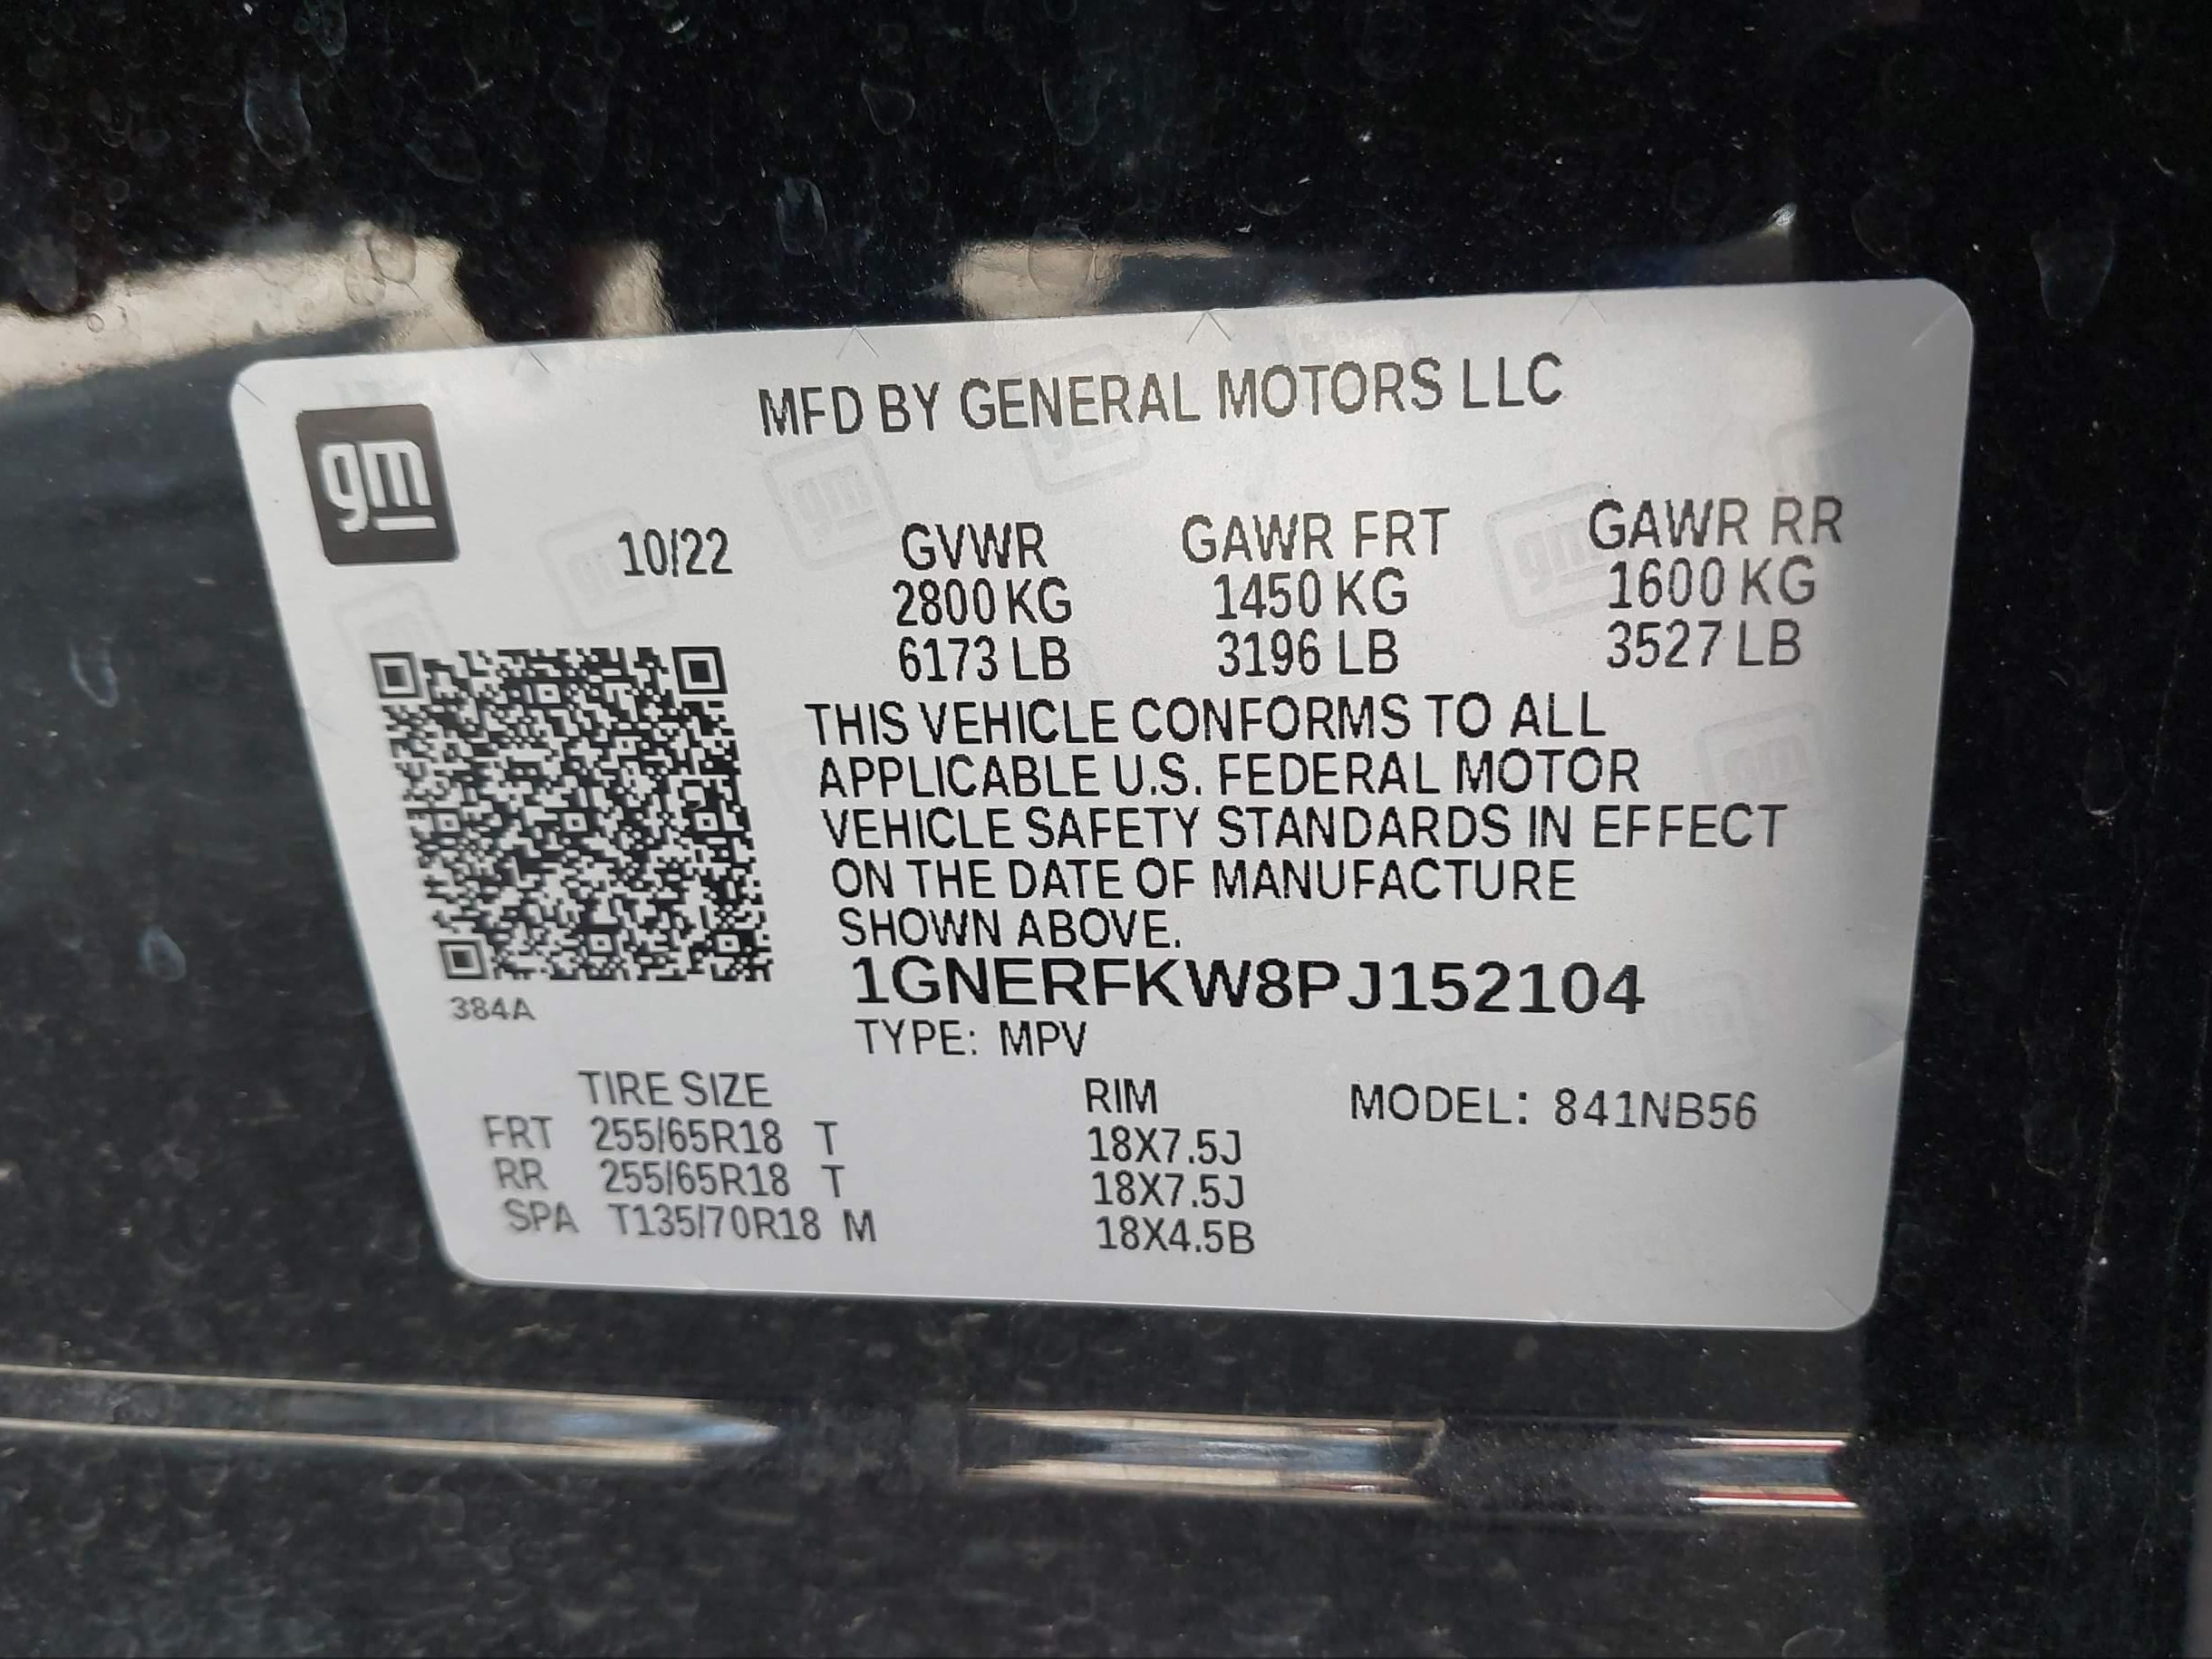 MFD BY GENERAL MOTORS LLC
gm
10/22 GVWR GAWR FRT GAWR RR
2800 KG 1450 KG 1600 KG
6173 LB 3196 LB 3527 LB
THIS VEHICLE CONFORMS TO ALL
APPLICABLE U.S. FEDERAL MOTOR
VEHICLE SAFETY STANDARDS IN EFFECT
ON THE DATE OF MANUFACTURE
SHOWN ABOVE.
1GNERFKW8PJ152104
384A
TYPE: MPV
TIRE SIZE RIM MODEL: 841NB56
FRT 255/65R18 T 18X7.5J
RR 255/65R18 T 18X7.5J
SPA T135/70R18 M 18X4.5B